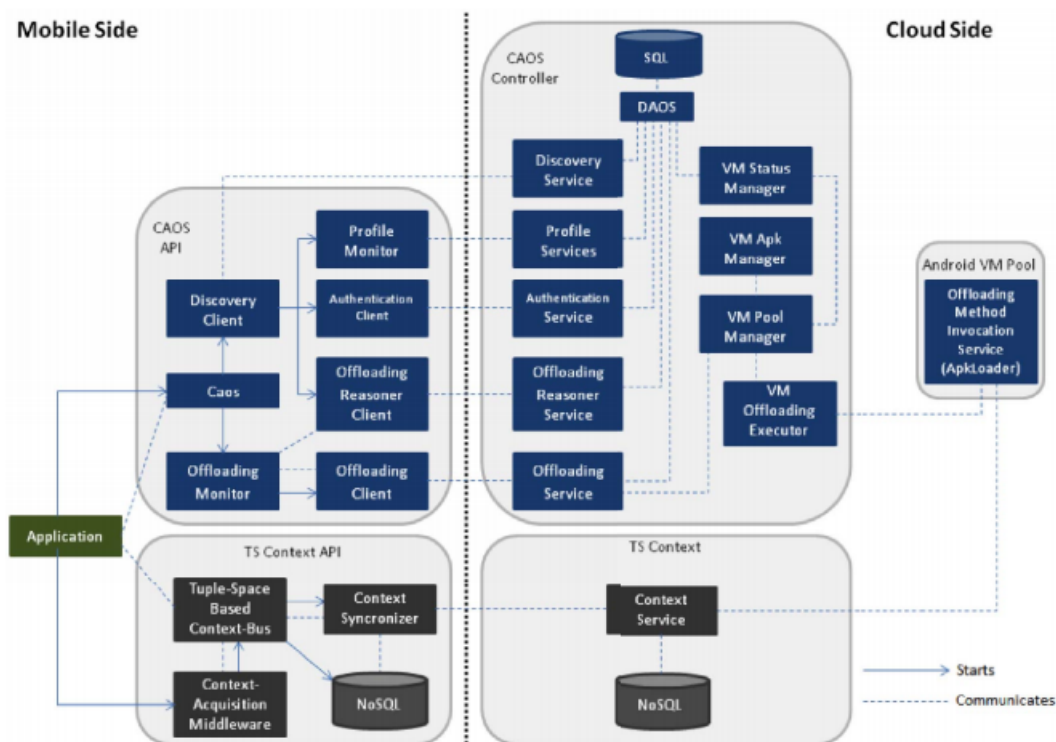 Mobile Side
Cloud Side
CAOS
Controller
SQL
DAOS
Discovery
Service
VM Status
Manager
CAOS
API
Profile
Monitor
Profile
Services
VM Apk
Manager
Android VM Pool
Discovery
Client
Authentication
Client
Authentication
Service
VM Pool
Manager
Offloading
Method
Invocation
Service
(ApkLoader)
Caos
Offloading
Reasoner
Client
Offloading
Reasoner
Service
VM
Offloading
Executor
Offloading
Monitor
Offloading
Client
Offloading
Service
Application
TS Context API
TS Context
Tuple-Space
Based
Context-Bus
Context
Syncronizer
Context
Service
Context-
Acquisition
Middleware
NoSQL
NoSQL
Starts
Communicates